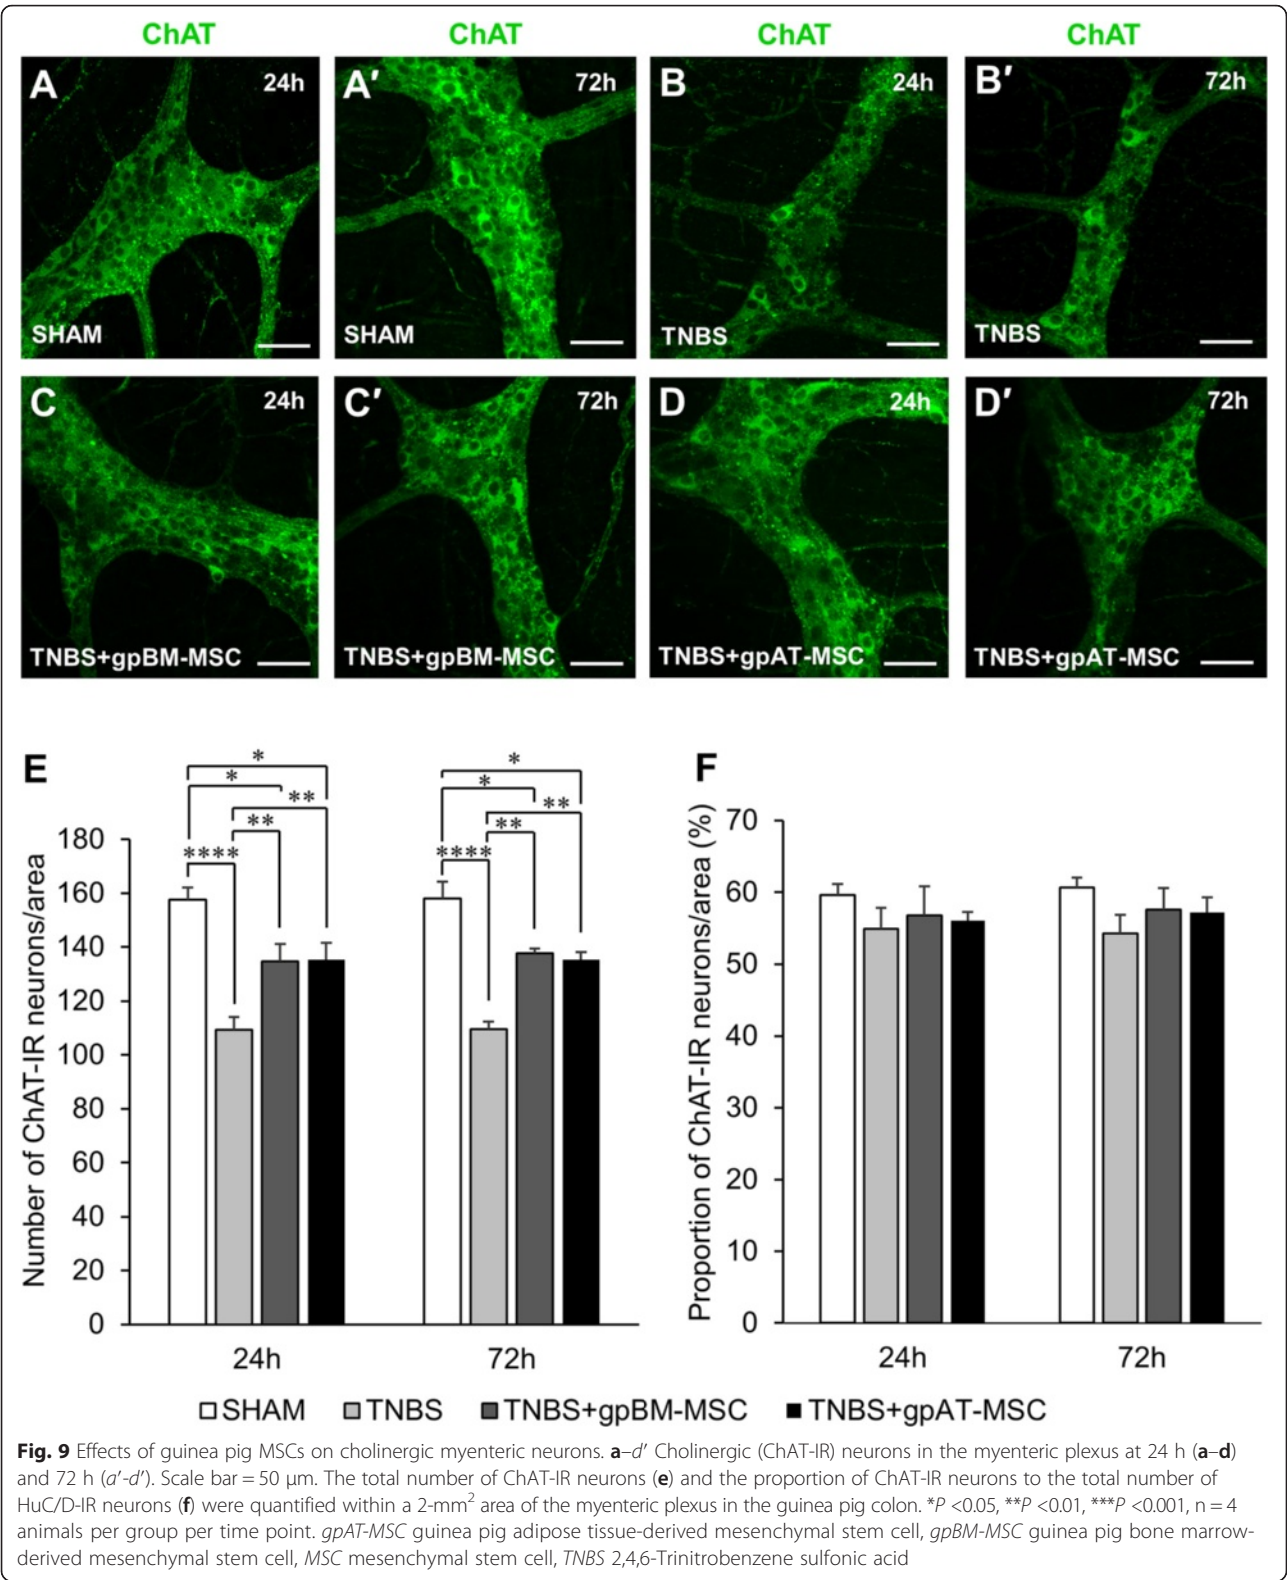 ChAT ChAT ChAT ChAT
A 24h A′ 72h B 24h B′ 72h
SHAM SHAM TNBS TNBS
C 24h C′ 72h D 24h D′ 72h
TNBS+gpBM-MSC TNBS+gpBM-MSC TNBS+gpAT-MSC TNBS+gpAT-MSC
E
Number of ChAT-IR neurons/area
180
160
140
120
100
80
60
40
20
0
* * ** ** ****
* * ** ** ****
24h 72h
F
Proportion of ChAT-IR neurons/area (%)
70
60
50
40
30
20
10
0
24h 72h
SHAM TNBS TNBS+gpBM-MSC TNBS+gpAT-MSC
Fig. 9 Effects of guinea pig MSCs on cholinergic myenteric neurons. a–d′ Cholinergic (ChAT-IR) neurons in the myenteric plexus at 24 h (a–d)
and 72 h (a′-d′). Scale bar = 50 μm. The total number of ChAT-IR neurons (e) and the proportion of ChAT-IR neurons to the total number of
HuC/D-IR neurons (f) were quantified within a 2-mm² area of the myenteric plexus in the guinea pig colon. *P <0.05, **P <0.01, ***P <0.001, n = 4
animals per group per time point. gpAT-MSC guinea pig adipose tissue-derived mesenchymal stem cell, gpBM-MSC guinea pig bone marrow-
derived mesenchymal stem cell, MSC mesenchymal stem cell, TNBS 2,4,6-Trinitrobenzene sulfonic acid